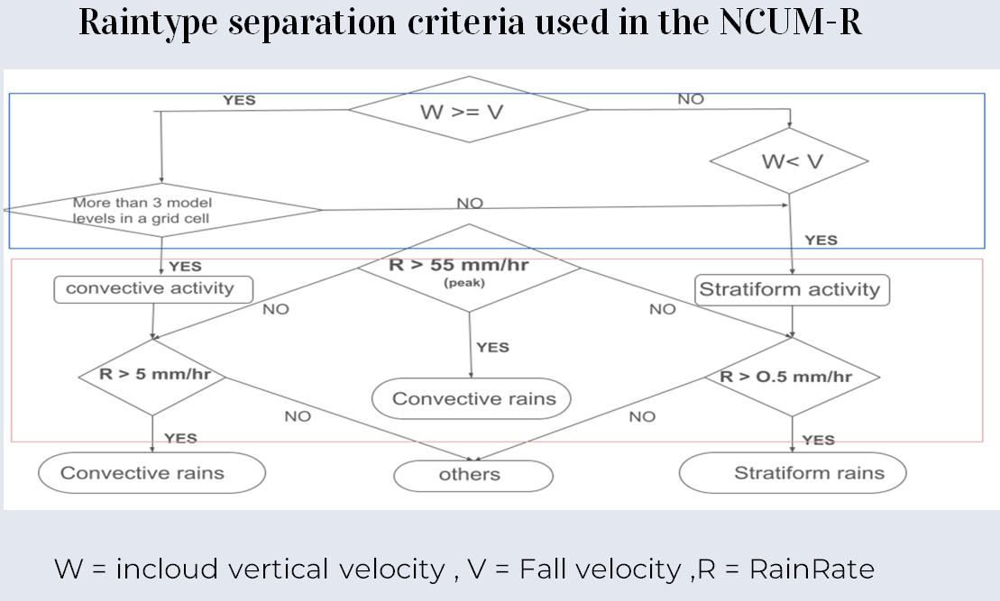 Raintype separation criteria used in the NCUM-R
YES
W >= V
NO
W< V
More than 3 model
levels in a grid cell
NO
YES
YES
R > 55 mm/hr
(peak)
convective activity
Stratiform activity
NO
NO
YES
R > 5 mm/hr
R > 0.5 mm/hr
Convective rains
NO
NO
YES
YES
Convective rains
others
Stratiform rains
W = incloud vertical velocity , V = Fall velocity ,R = RainRate